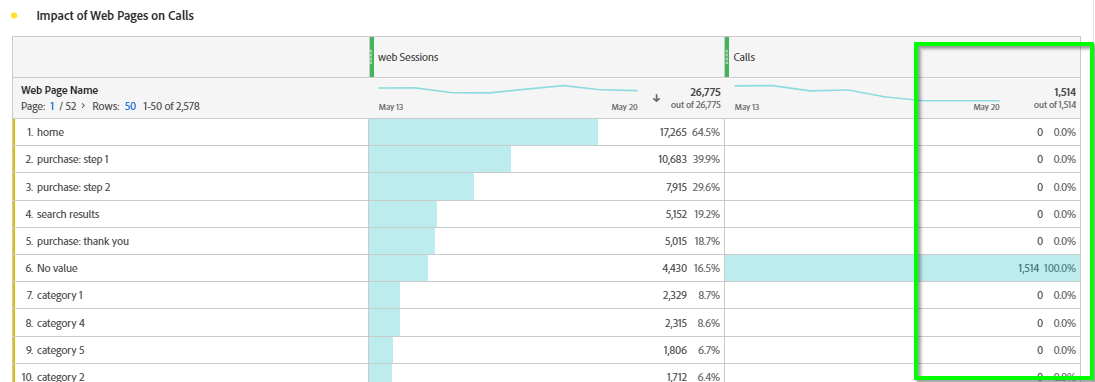 Impact of Web Pages on Calls
web Sessions Calls
Web Page Name 26,775 1,514
Page: 1 / 52 > Rows: 50 1-50 of 2,578 May 13 May 20 out of 26,775 May 13 May 20 out of 1,514
1. home 17,265 64.5% 0 0.0%
2. purchase: step 1 10,683 39.9% 0 0.0%
3. purchase: step 2 7,915 29.6% 0 0.0%
4. search results 5,152 19.2% 0 0.0%
5. purchase: thank you 5,015 18.7% 0 0.0%
6. No value 4,430 16.5% 1,514 100.0%
7. category 1 2,329 8.7% 0 0.0%
8. category 4 2,315 8.6% 0 0.0%
9. category 5 1,806 6.7% 0 0.0%
10. category 2 1,712 6.4% 0 0.0%